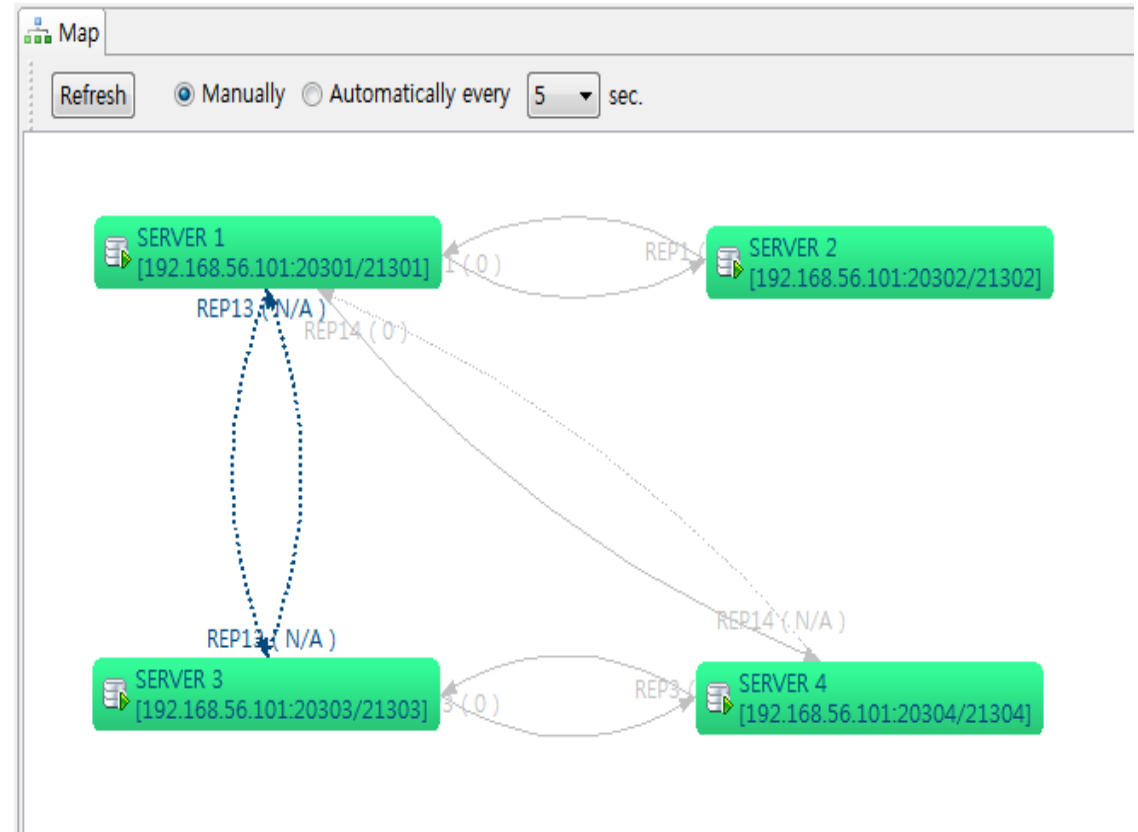 Map
Refresh Manually Automatically every 5 sec.
SERVER 1
[192.168.56.101:20301/21301]
1 ( 0 )
REP1 (
SERVER 2
[192.168.56.101:20302/21302]
REP13 ( N/A )
REP14 ( 0 )
REP14 ( N/A )
REP13 ( N/A )
SERVER 3
[192.168.56.101:20303/21303]
3 ( 0 )
REP3 (
SERVER 4
[192.168.56.101:20304/21304]